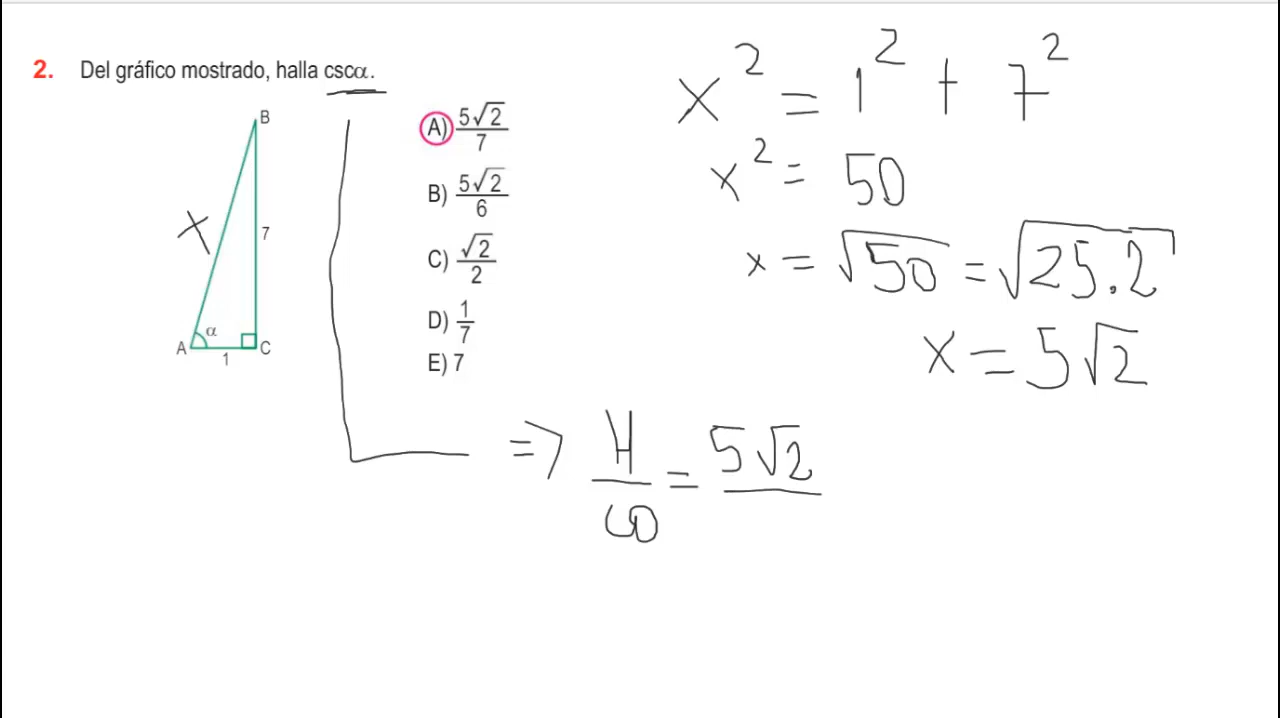 2. Del gráfico mostrado, halla cscα.
B
x
7
A
α
1
C
A) 5√2/7
B) 5√2/6
C) √2/2
D) 1/7
E) 7
x² = 1² + 7²
x² = 50
x = √50 = √25.2
x = 5√2
=> H/CO = 5√2